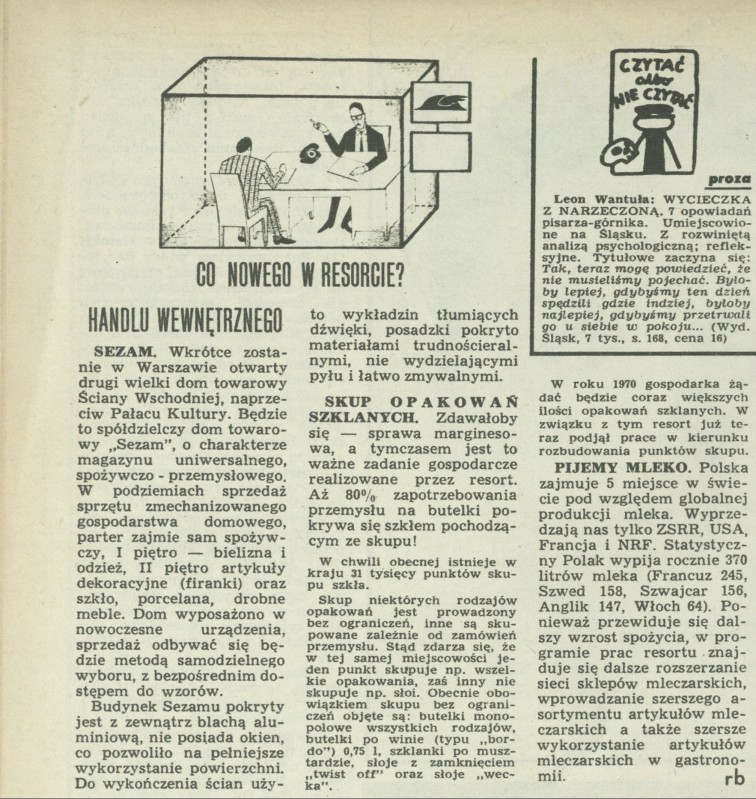 CO NOWEGO W RESORCIE?
HANDLU WEWNĘTRZNEGO
SEZAM. Wkrótce zosta-
nie w Warszawie otwarty
drugi wielki dom towarowy
Ściany Wschodniej, naprze-
ciw Pałacu Kultury. Będzie
to spółdzielczy dom towaro-
wy „Sezam”, o charakterze
magazynu uniwersalnego,
spożywczo - przemysłowego.
W podziemiach sprzedaż
sprzętu zmechanizowanego
gospodarstwa domowego,
parter zajmie sam spożyw-
czy, I piętro — bielizna i
odzież, II piętro artykuły
dekoracyjne (firanki) oraz
szkło, porcelana, drobne
meble. Dom wyposażono w
nowoczesne urządzenia,
sprzedaż odbywać się bę-
dzie metodą samodzielnego
wyboru, z bezpośrednim do-
stępem do wzorów.
Budynek Sezamu pokryty
jest z zewnątrz blachą alu-
miniową, nie posiada okien,
co pozwoliło na pełniejsze
wykorzystanie powierzchni.
Do wykończenia ścian uży-
to wykładzin tłumiących
dźwięki, posadzki pokryto
materiałami trudnościeral-
nymi, nie wydzielającymi
pyłu i łatwo zmywalnymi.
SKUP OPAKOWAŃ
SZKLANYCH. Zdawałoby
się — sprawa margineso-
wa, a tymczasem jest to
ważne zadanie gospodarcze
realizowane przez resort.
Aż 80% zapotrzebowania
przemysłu na butelki po-
krywa się szkłem pochodzą-
cym ze skupu!
W chwili obecnej istnieje w
kraju 31 tysięcy punktów sku-
pu szkła.
Skup niektórych rodzajów
opakowań jest prowadzony
bez ograniczeń, inne są sku-
powane zależnie od zamówień
przemysłu. Stąd zdarza się, że
w tej samej miejscowości je-
den punkt skupuje np. wszel-
kie opakowania, zaś inny nie
skupuje np. słoi. Obecnie obo-
wiązkiem skupu bez ograni-
czeń objęte są: butelki mono-
polowe wszystkich rodzajów,
butelki po winie (typu „bor-
do”) 0,75 l, szklanki po musz-
tardzie, słoje z zamknięciem
„twist off” oraz słoje „wec-
ka”.
CZYTAĆ
albo
NIE CZYTAĆ
proza
Leon Wantuła: WYCIECZKA
Z NARZECZONĄ. 7 opowiadań
pisarza-górnika. Umiejscowio-
ne na Śląsku. Z rozwiniętą
analizą psychologiczną; reflek-
syjne. Tytułowe zaczyna się:
Tak, teraz mogę powiedzieć, że
nie musieliśmy pojechać. Było-
by lepiej, gdybyśmy ten dzień
spędzili gdzie indziej, byłoby
najlepiej, gdybyśmy przetrwali
go u siebie w pokoju... (Wyd.
Śląsk, 7 tys., s. 168, cena 16)
W roku 1970 gospodarka żą-
dać będzie coraz większych
ilości opakowań szklanych. W
związku z tym resort już te-
raz podjął prace w kierunku
rozbudowania punktów skupu.
PIJEMY MLEKO. Polska
zajmuje 5 miejsce w świe-
cie pod względem globalnej
produkcji mleka. Wyprze-
dzają nas tylko ZSRR, USA,
Francja i NRF. Statystycz-
ny Polak wypija rocznie 370
litrów mleka (Francuz 245,
Szwed 158, Szwajcar 156,
Anglik 147, Włoch 64). Po-
nieważ przewiduje się dal-
szy wzrost spożycia, w pro-
gramie prac resortu znaj-
duje się dalsze rozszerzanie
sieci sklepów mleczarskich,
wprowadzanie szerszego a-
sortymentu artykułów mle-
czarskich a także szersze
wykorzystanie artykułów
mleczarskich w gastrono-
mii.
rb